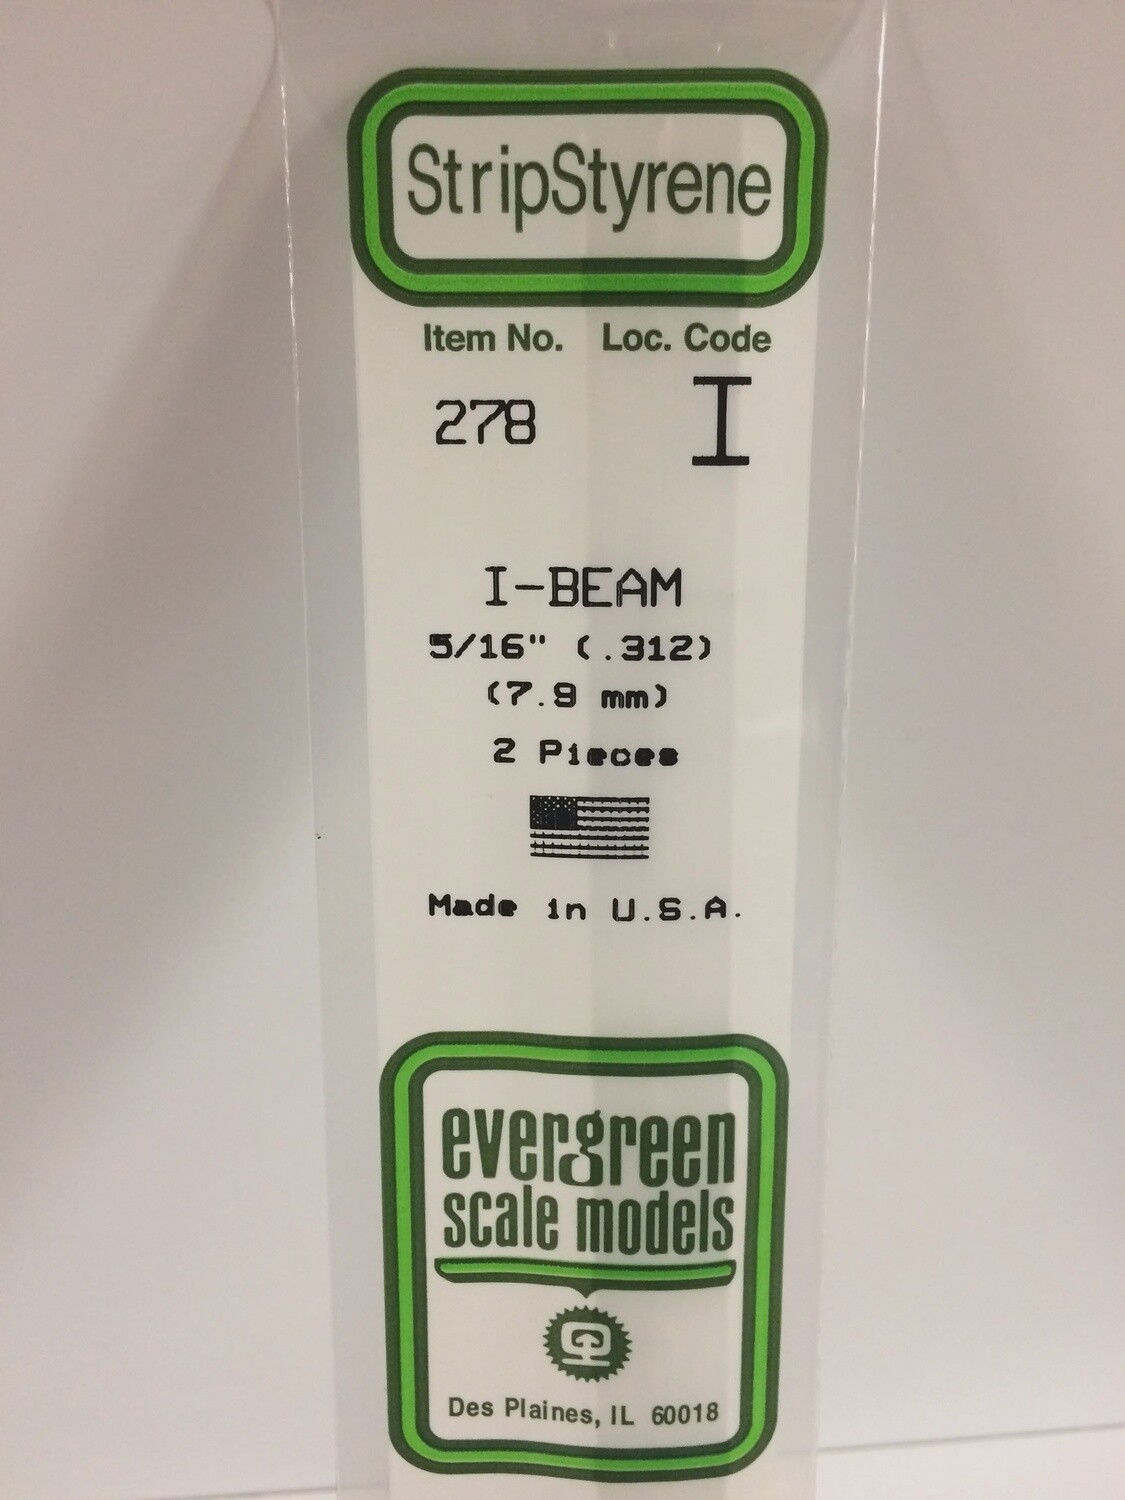 StripStyrene
Item No. Loc. Code
278 I
I-BEAM
5/16" (.312)
(7.9 mm)
2 Pieces
Made in U.S.A.
evergreen
scale models
Des Plaines, IL 60018